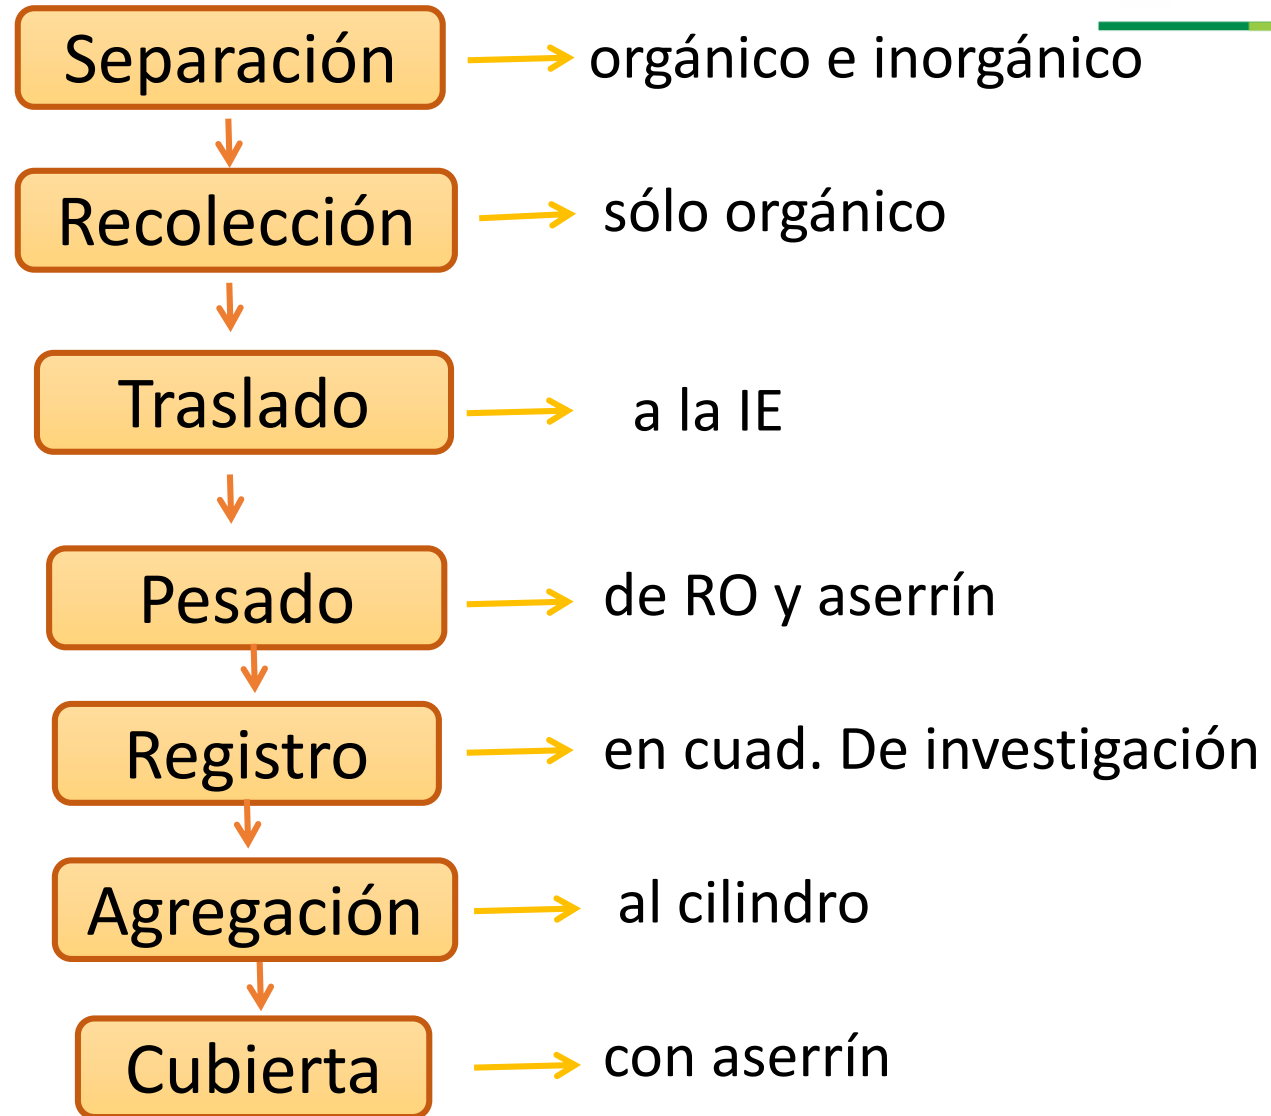 Separación
orgánico e inorgánico
Recolección
sólo orgánico
Traslado
a la IE
Pesado
de RO y aserrín
Registro
en cuad. De investigación
Agregación
al cilindro
Cubierta
con aserrín